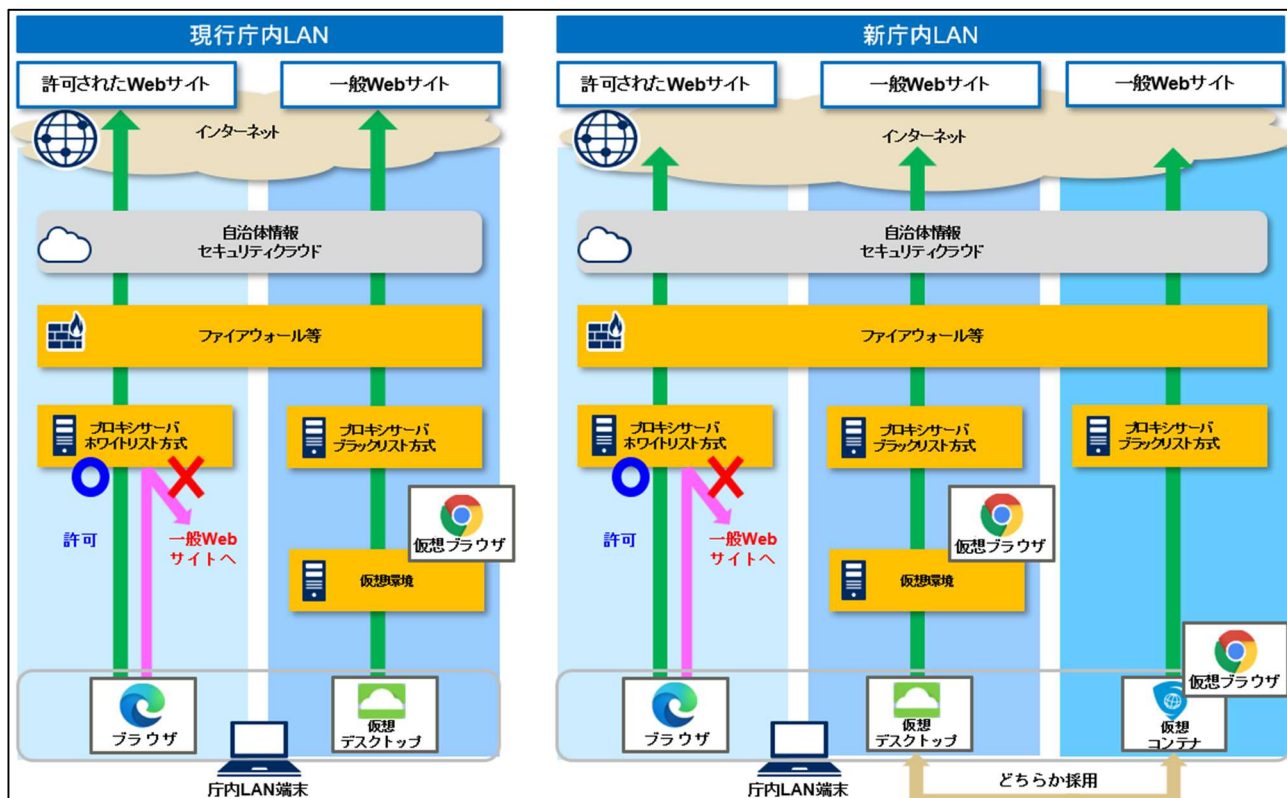 現行庁内LAN
許可されたWebサイト
一般Webサイト
インターネット
自治体情報
セキュリティクラウド
ファイアウォール等
プロキシサーバ
ホワイトリスト方式
プロキシサーバ
ブラックリスト方式
許可
一般Web
サイトへ
仮想ブラウザ
仮想環境
ブラウザ
仮想
デスクトップ
庁内LAN端末
新庁内LAN
許可されたWebサイト
一般Webサイト
一般Webサイト
インターネット
自治体情報
セキュリティクラウド
ファイアウォール等
プロキシサーバ
ホワイトリスト方式
プロキシサーバ
ブラックリスト方式
プロキシサーバ
ブラックリスト方式
許可
一般Web
サイトへ
仮想ブラウザ
仮想環境
仮想ブラウザ
ブラウザ
仮想
デスクトップ
仮想
コンテナ
庁内LAN端末
どちらか採用